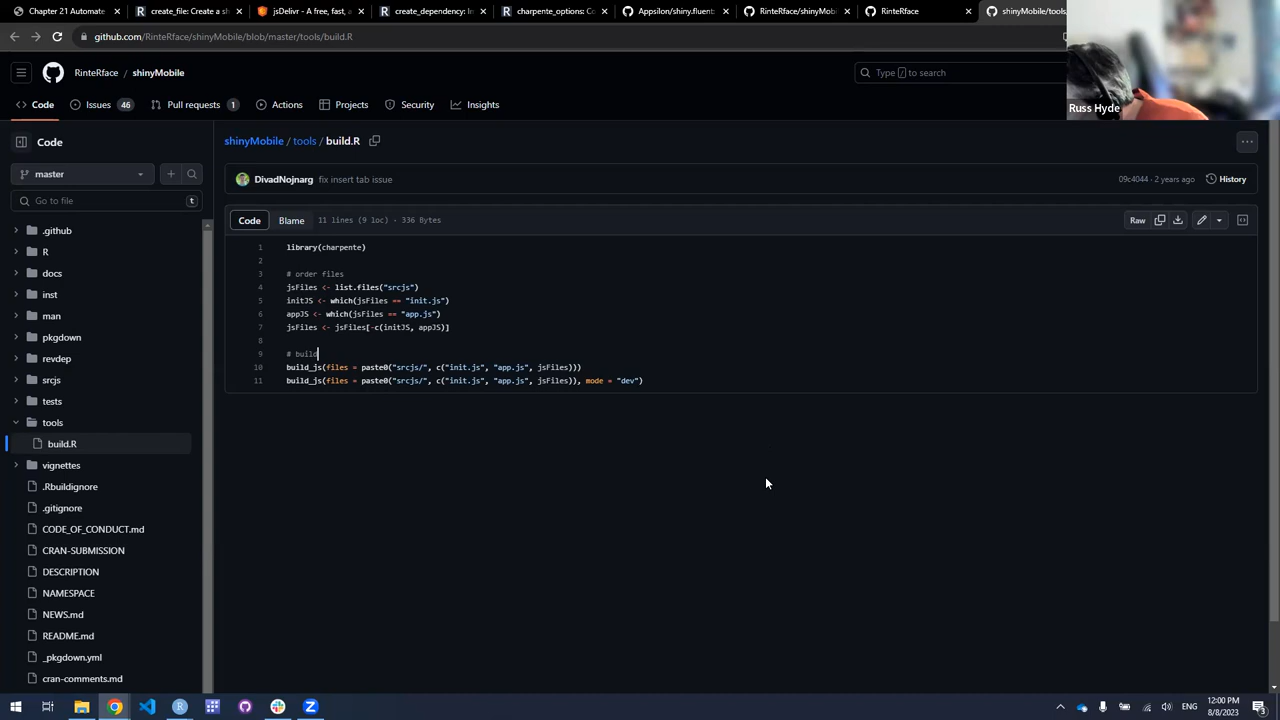 Chapter 21 Automate
create_file: Create a s
jsDelivr - A free, fast, a
create_dependency: I
charpente_options: Co
Appsilon/shiny.fluent
RinteRface/shinyMobi
RinteRface
shinyMobile/tools
github.com/RinteRface/shinyMobile/blob/master/tools/build.R
RinteRface / shinyMobile
Type / to search
Code
Issues 46
Pull requests 1
Actions
Projects
Security
Insights
Russ Hyde
Code
master
Go to file
t
.github
R
docs
inst
man
pkgdown
revdep
srcjs
tests
tools
build.R
vignettes
.Rbuildignore
.gitignore
CODE_OF_CONDUCT.md
CRAN-SUBMISSION
DESCRIPTION
NAMESPACE
NEWS.md
README.md
_pkgdown.yml
cran-comments.md
shinyMobile / tools / build.R
DivadNojnarg fix insert tab issue
09c4044 · 2 years ago
History
Code
Blame
11 lines (9 loc) · 336 Bytes
Raw
1 library(charpente)
2
3 # order files
4 jsFiles <- list.files("srcjs")
5 initJS <- which(jsFiles == "init.js")
6 appJS <- which(jsFiles == "app.js")
7 jsFiles <- jsFiles[-c(initJS, appJS)]
8
9 # build
10 build_js(files = paste0("srcjs/", c("init.js", "app.js", jsFiles)))
11 build_js(files = paste0("srcjs/", c("init.js", "app.js", jsFiles)), mode = "dev")
ENG
12:00 PM
8/8/2023
3